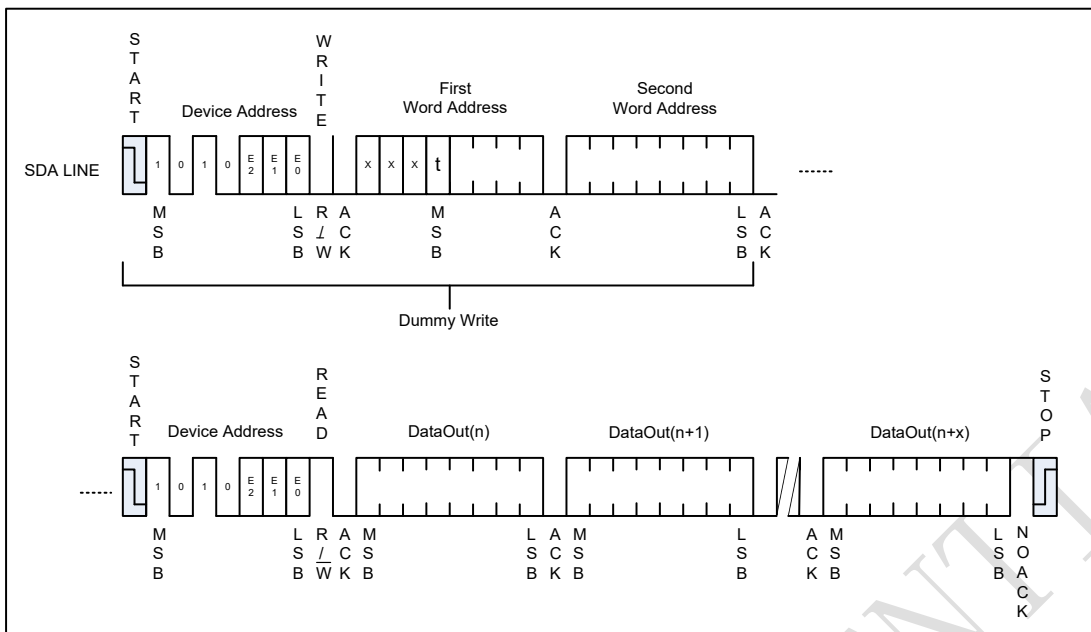 START
WRITE
Device Address
First
Word Address
Second
Word Address
SDA LINE
1 0 1 0 E2 E1 E0
x x x t
......
MSB
LSB
R/W
ACK
MSB
ACK
LSB
ACK
Dummy Write
START
READ
STOP
Device Address
DataOut(n)
DataOut(n+1)
DataOut(n+x)
......
1 0 1 0 E2 E1 E0
MSB
LSB
R/W
ACK
MSB
LSB
ACK
MSB
LSB
ACK
MSB
LSB
NOACK